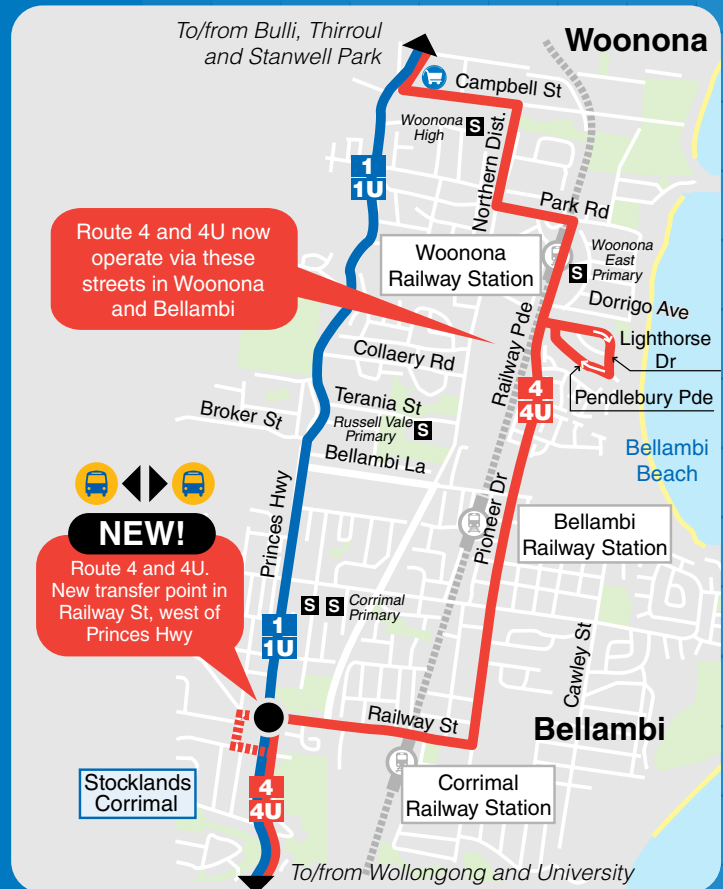 To/from Bulli, Thirroul
and Stanwell Park
Woonona
Campbell St
Woonona
High
S
Northern Dist.
1
1U
Park Rd
Route 4 and 4U now
operate via these
streets in Woonona
and Bellambi
Woonona
Railway Station
Woonona
East
Primary
S
Dorrigo Ave
Railway Pde
Lighthorse
Dr
Collaery Rd
4
4U
Pendlebury Pde
Terania St
Broker St
Russell Vale
Primary
S
Bellambi La
Bellambi
Beach
NEW!
Route 4 and 4U.
New transfer point in
Railway St, west of
Princes Hwy
Princes Hwy
Pioneer Dr
Bellambi
Railway Station
S S
Corrimal
Primary
1
1U
Cawley St
Railway St
Bellambi
Stocklands
Corrimal
4
4U
Corrimal
Railway Station
To/from Wollongong and University